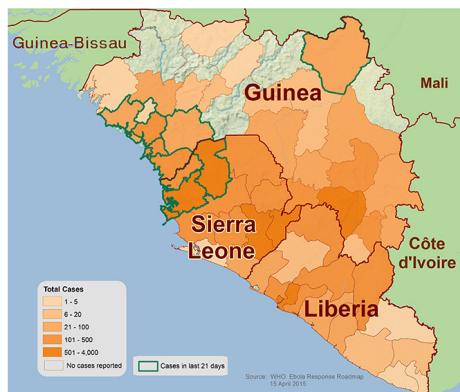 Guinea-Bissau
Guinea
Mali
Sierra
Leone
Côte
d'Ivoire
Liberia
Total Cases
1 - 5
6 - 20
21 - 100
101 - 500
501 - 4,000
No cases reported
Cases in last 21 days
Source: WHO: Ebola Response Roadmap
15 April 2015